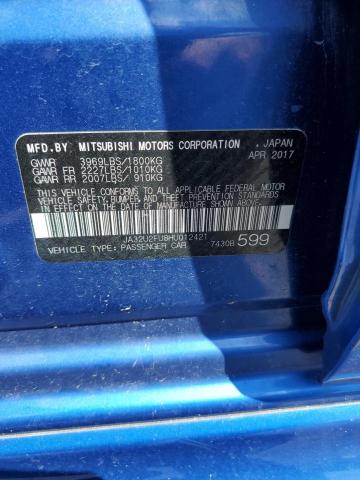 MFD.BY MITSUBISHI MOTORS CORPORATION . JAPAN
GWWR 3969LBS/1800KG APR 2017
GAWR FR 2227LBS/1010KG
GAWR RR 2007LBS/ 910KG
THIS VEHICLE CONFORMS TO ALL APPLICABLE FEDERAL MOTOR
VEHICLE SAFETY, BUMPER, AND THEFT PREVENTION
STANDARDS IN EFFECT ON THE DATE OF MANUFACTURE
SHOWN ABOVE.
JA32U2FU8HU012421
VEHICLE TYPE: PASSENGER CAR 7430B 599